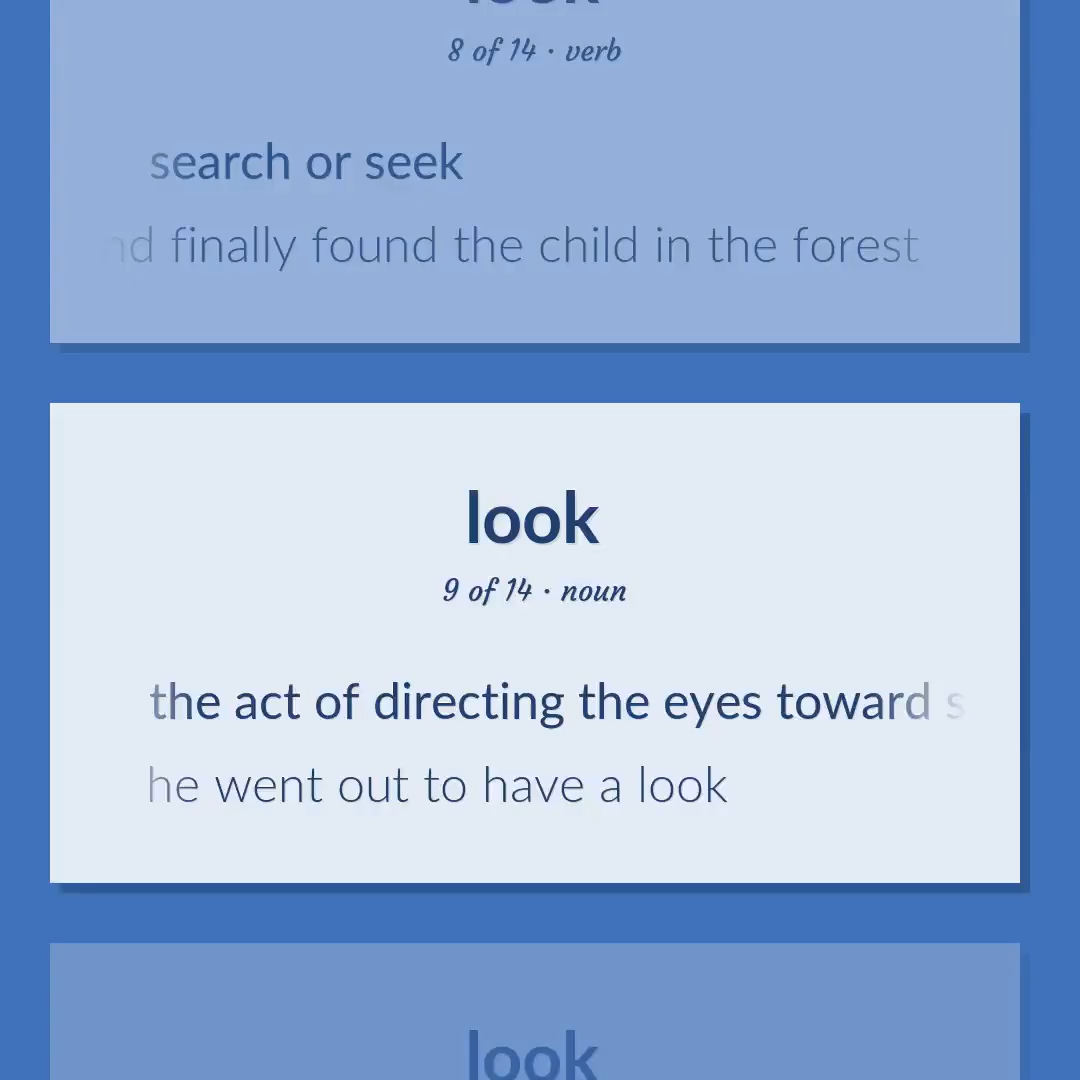 look
8 of 14 · verb
search or seek
finally found the child in the forest
look
9 of 14 · noun
the act of directing the eyes toward
he went out to have a look
look